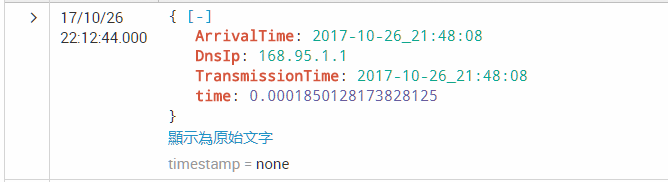 17/10/26
22:12:44.000
{ [-]
ArrivalTime: 2017-10-26_21:48:08
DnsIp: 168.95.1.1
TransmissionTime: 2017-10-26_21:48:08
time: 0.0001850128173828125
}
顯示為原始文字
timestamp = none